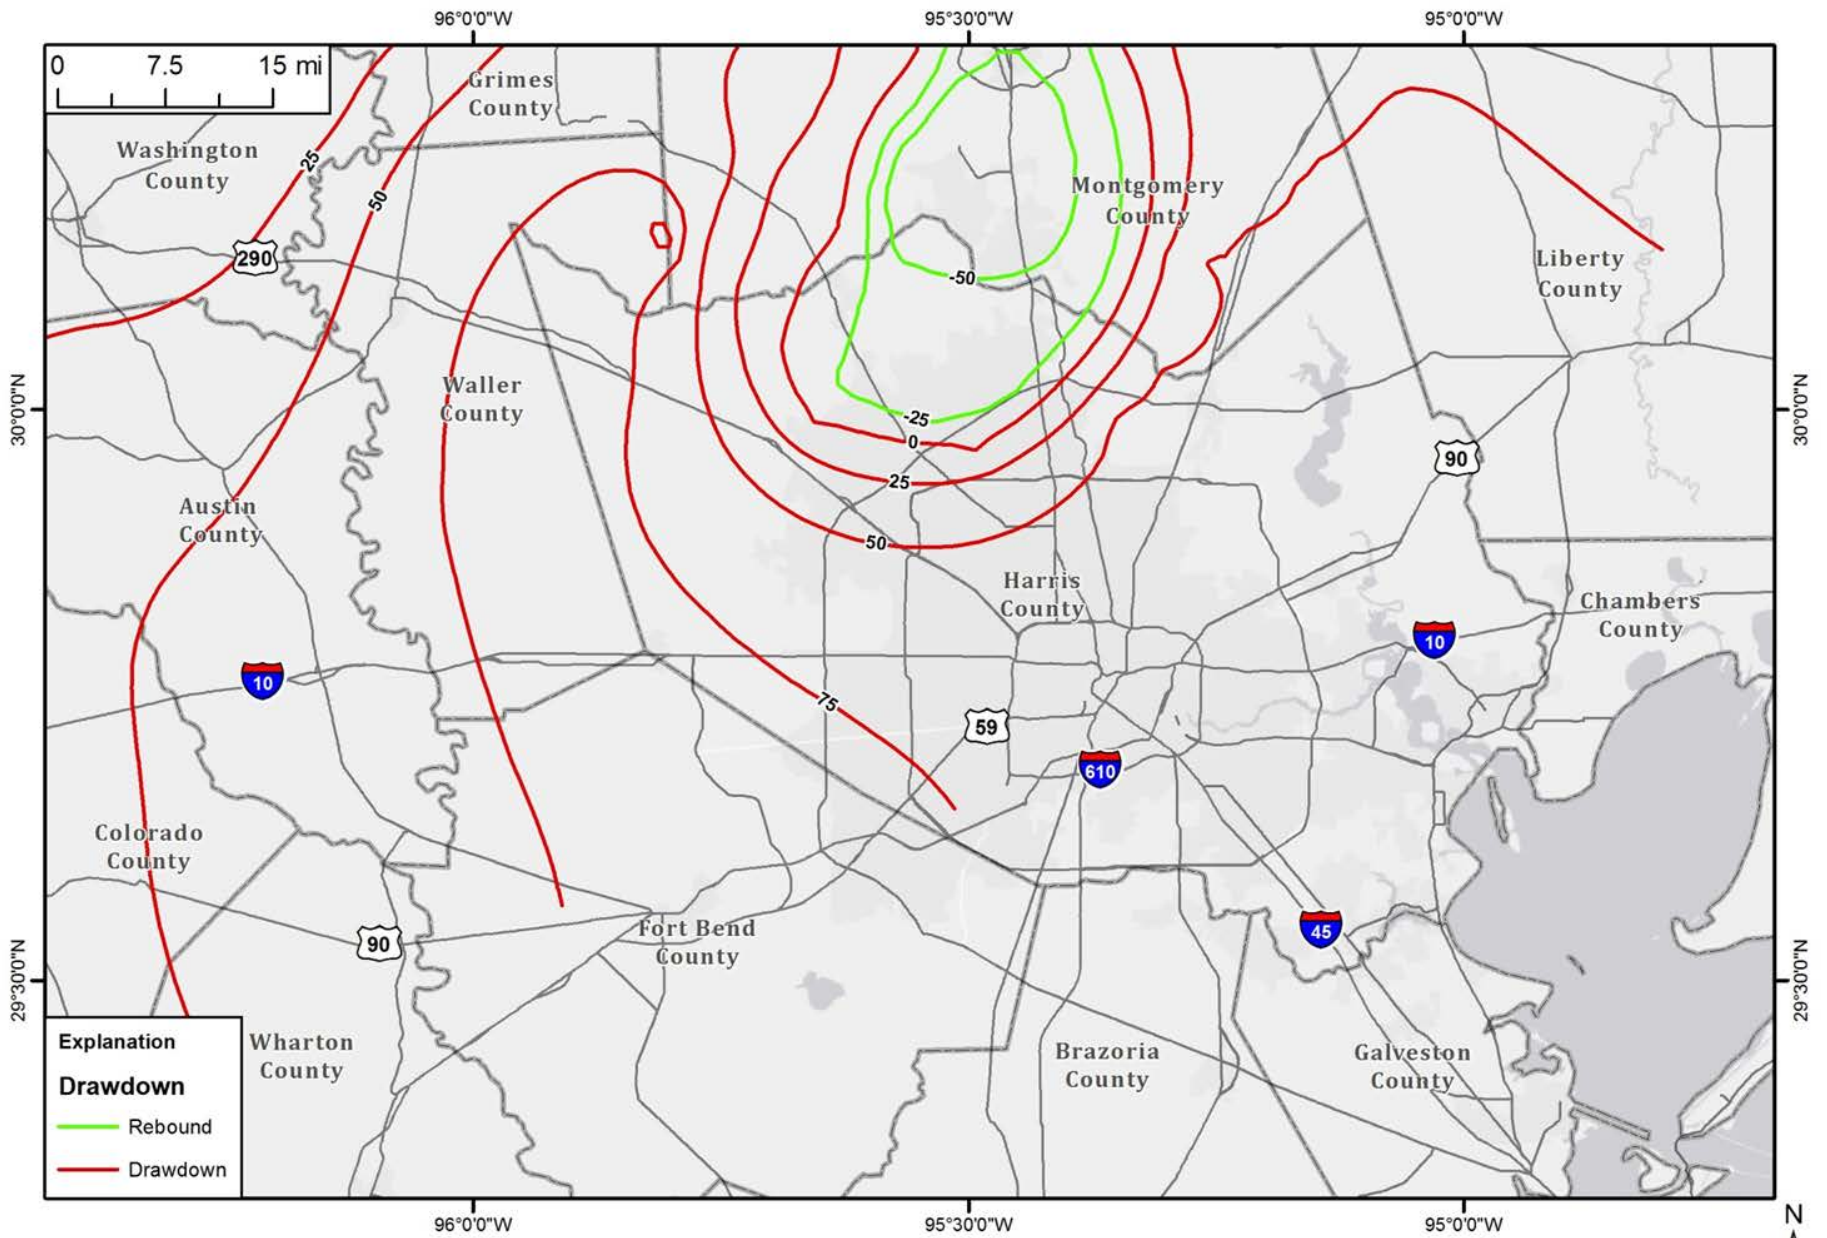 96°0'0"W
95°30'0"W
95°0'0"W
0
7.5
15 mi
Grimes
County
Washington
County
25
50
290
Montgomery
County
-50
Liberty
County
30°0'0"N
30°0'0"N
Waller
County
-25
0
90
25
Austin
County
50
Harris
County
Chambers
County
10
10
75
59
610
Colorado
County
Fort Bend
County
90
45
29°30'0"N
29°30'0"N
Explanation
Drawdown
Rebound
Drawdown
Wharton
County
Brazoria
County
Galveston
County
96°0'0"W
95°30'0"W
95°0'0"W
N